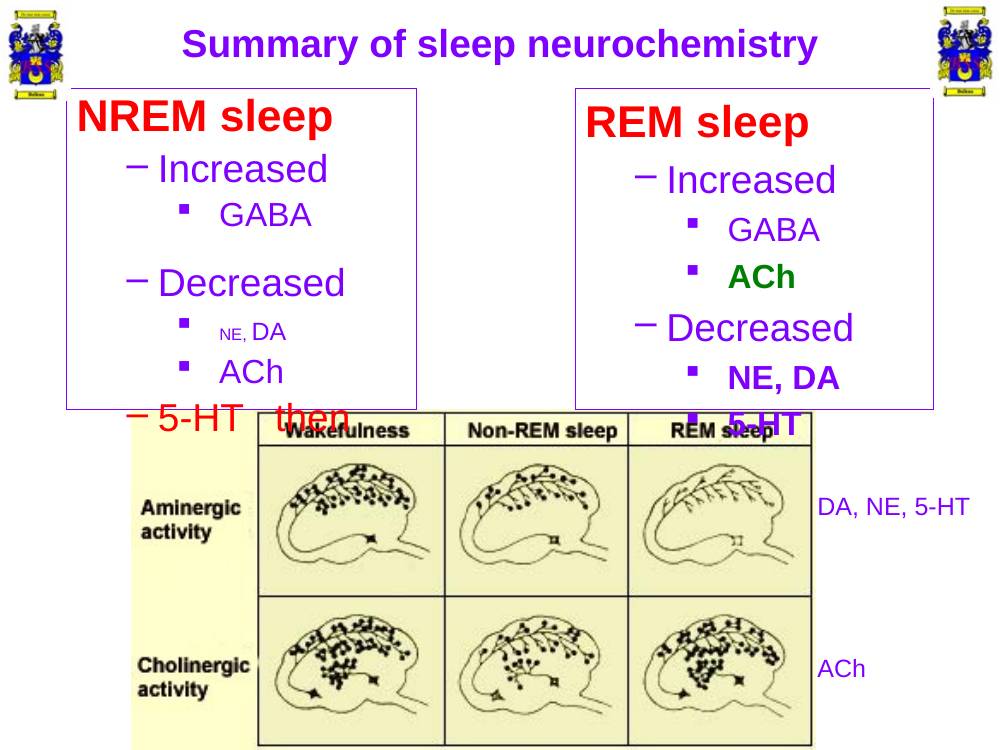 Summary of sleep neurochemistry
NREM sleep
– Increased
▪ GABA
– Decreased
▪ NE, DA
▪ ACh
– 5-HT then
REM sleep
– Increased
▪ GABA
▪ ACh
– Decreased
▪ NE, DA
▪ 5-HT
Wakefulness Non-REM sleep REM sleep
Aminergic
activity
DA, NE, 5-HT
Cholinergic
activity
ACh